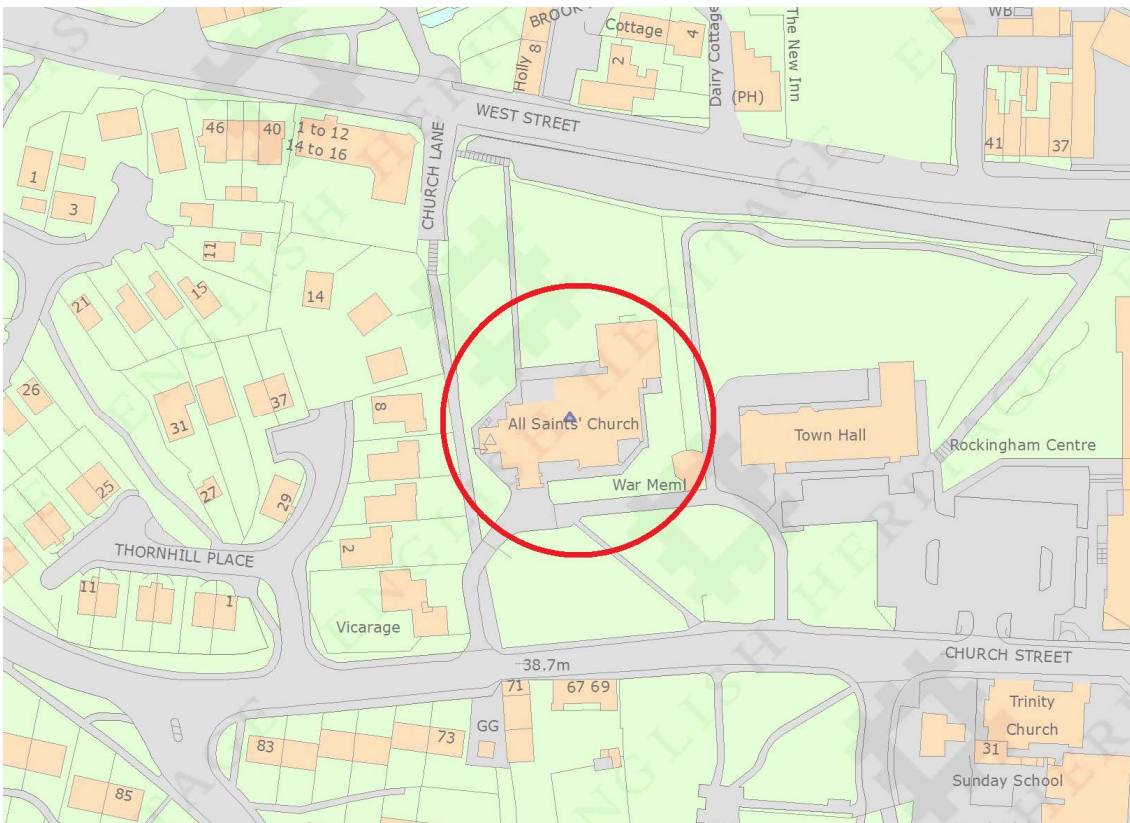 BROOK
Cottage
4
Holly 8
2
Dairy Cottage
The New Inn
(PH)
WB
WEST STREET
CHURCH LANE
46
40
1 to 12
14 to 16
41
37
1
3
11
21
15
14
26
31
37
8
25
27
29
2
All Saints' Church
War Meml
Town Hall
Rockingham Centre
THORNHILL PLACE
11
1
Vicarage
38.7m
CHURCH STREET
71
67 69
GG
83
73
85
Trinity
Church
31
Sunday School
ENGLISH HERITAGE